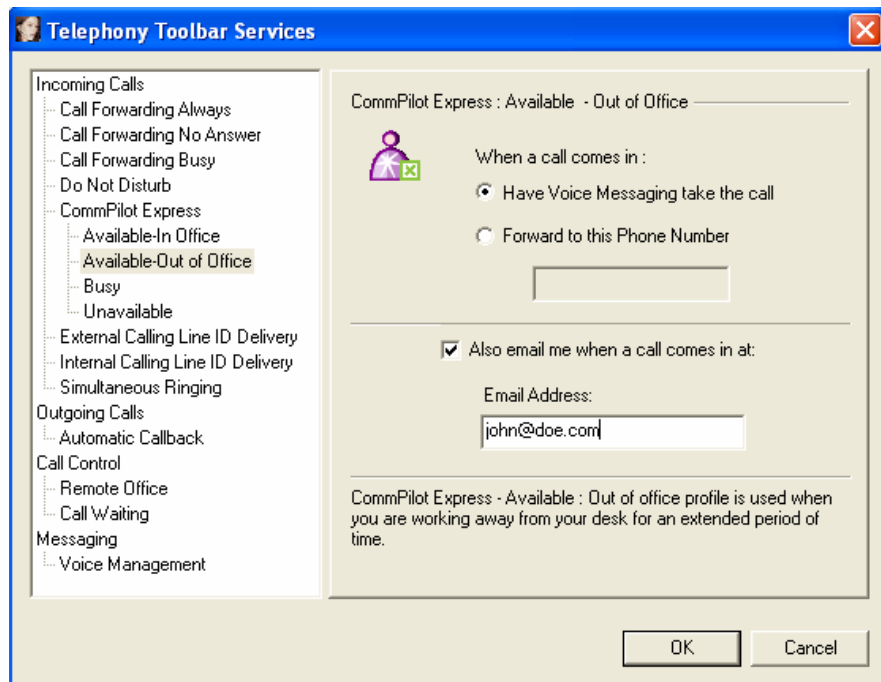 Telephony Toolbar Services
Incoming Calls
Call Forwarding Always
Call Forwarding No Answer
Call Forwarding Busy
Do Not Disturb
CommPilot Express
Available-In Office
Available-Out of Office
Busy
Unavailable
External Calling Line ID Delivery
Internal Calling Line ID Delivery
Simultaneous Ringing
Outgoing Calls
Automatic Callback
Call Control
Remote Office
Call Waiting
Messaging
Voice Management
CommPilot Express : Available - Out of Office
When a call comes in :
Have Voice Messaging take the call
Forward to this Phone Number
Also email me when a call comes in at:
Email Address:
john@doe.com
CommPilot Express - Available : Out of office profile is used when
you are working away from your desk for an extended period of
time.
OK
Cancel